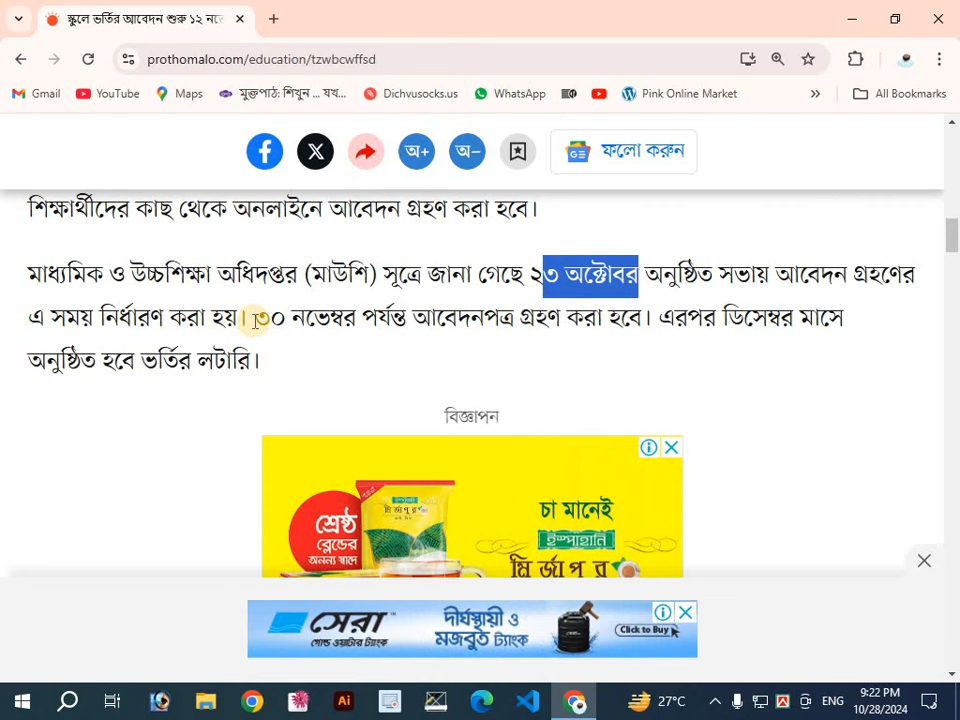 স্কুলে ভর্তির আবেদন শুরু ১২ নভে
prothomalo.com/education/tzwbcwffsd
Gmail
YouTube
Maps
মুক্তপাঠ: শিখুন ... যখ...
Dichvusocks.us
WhatsApp
Pink Online Market
All Bookmarks
অ+
অ−
ফলো করুন
শিক্ষার্থীদের কাছ থেকে অনলাইনে আবেদন গ্রহণ করা হবে।
মাধ্যমিক ও উচ্চশিক্ষা অধিদপ্তর (মাউশি) সূত্রে জানা গেছে ২৩ অক্টোবর অনুষ্ঠিত সভায় আবেদন গ্রহণের
এ সময় নির্ধারণ করা হয়। ৩০ নভেম্বর পর্যন্ত আবেদনপত্র গ্রহণ করা হবে। এরপর ডিসেম্বর মাসে
অনুষ্ঠিত হবে ভর্তির লটারি।
বিজ্ঞাপন
শ্রেষ্ঠ
ব্লেন্ডের
অনন্য স্বাদে
মির্জাপুর
চা মানেই
ইস্পাহানি
মির্জাপুর
সেরা
গোল্ড ওয়াটার ট্যাংক
দীর্ঘস্থায়ী ও
মজবুত ট্যাংক
Click to Buy
27°C
ENG
9:22 PM
10/28/2024